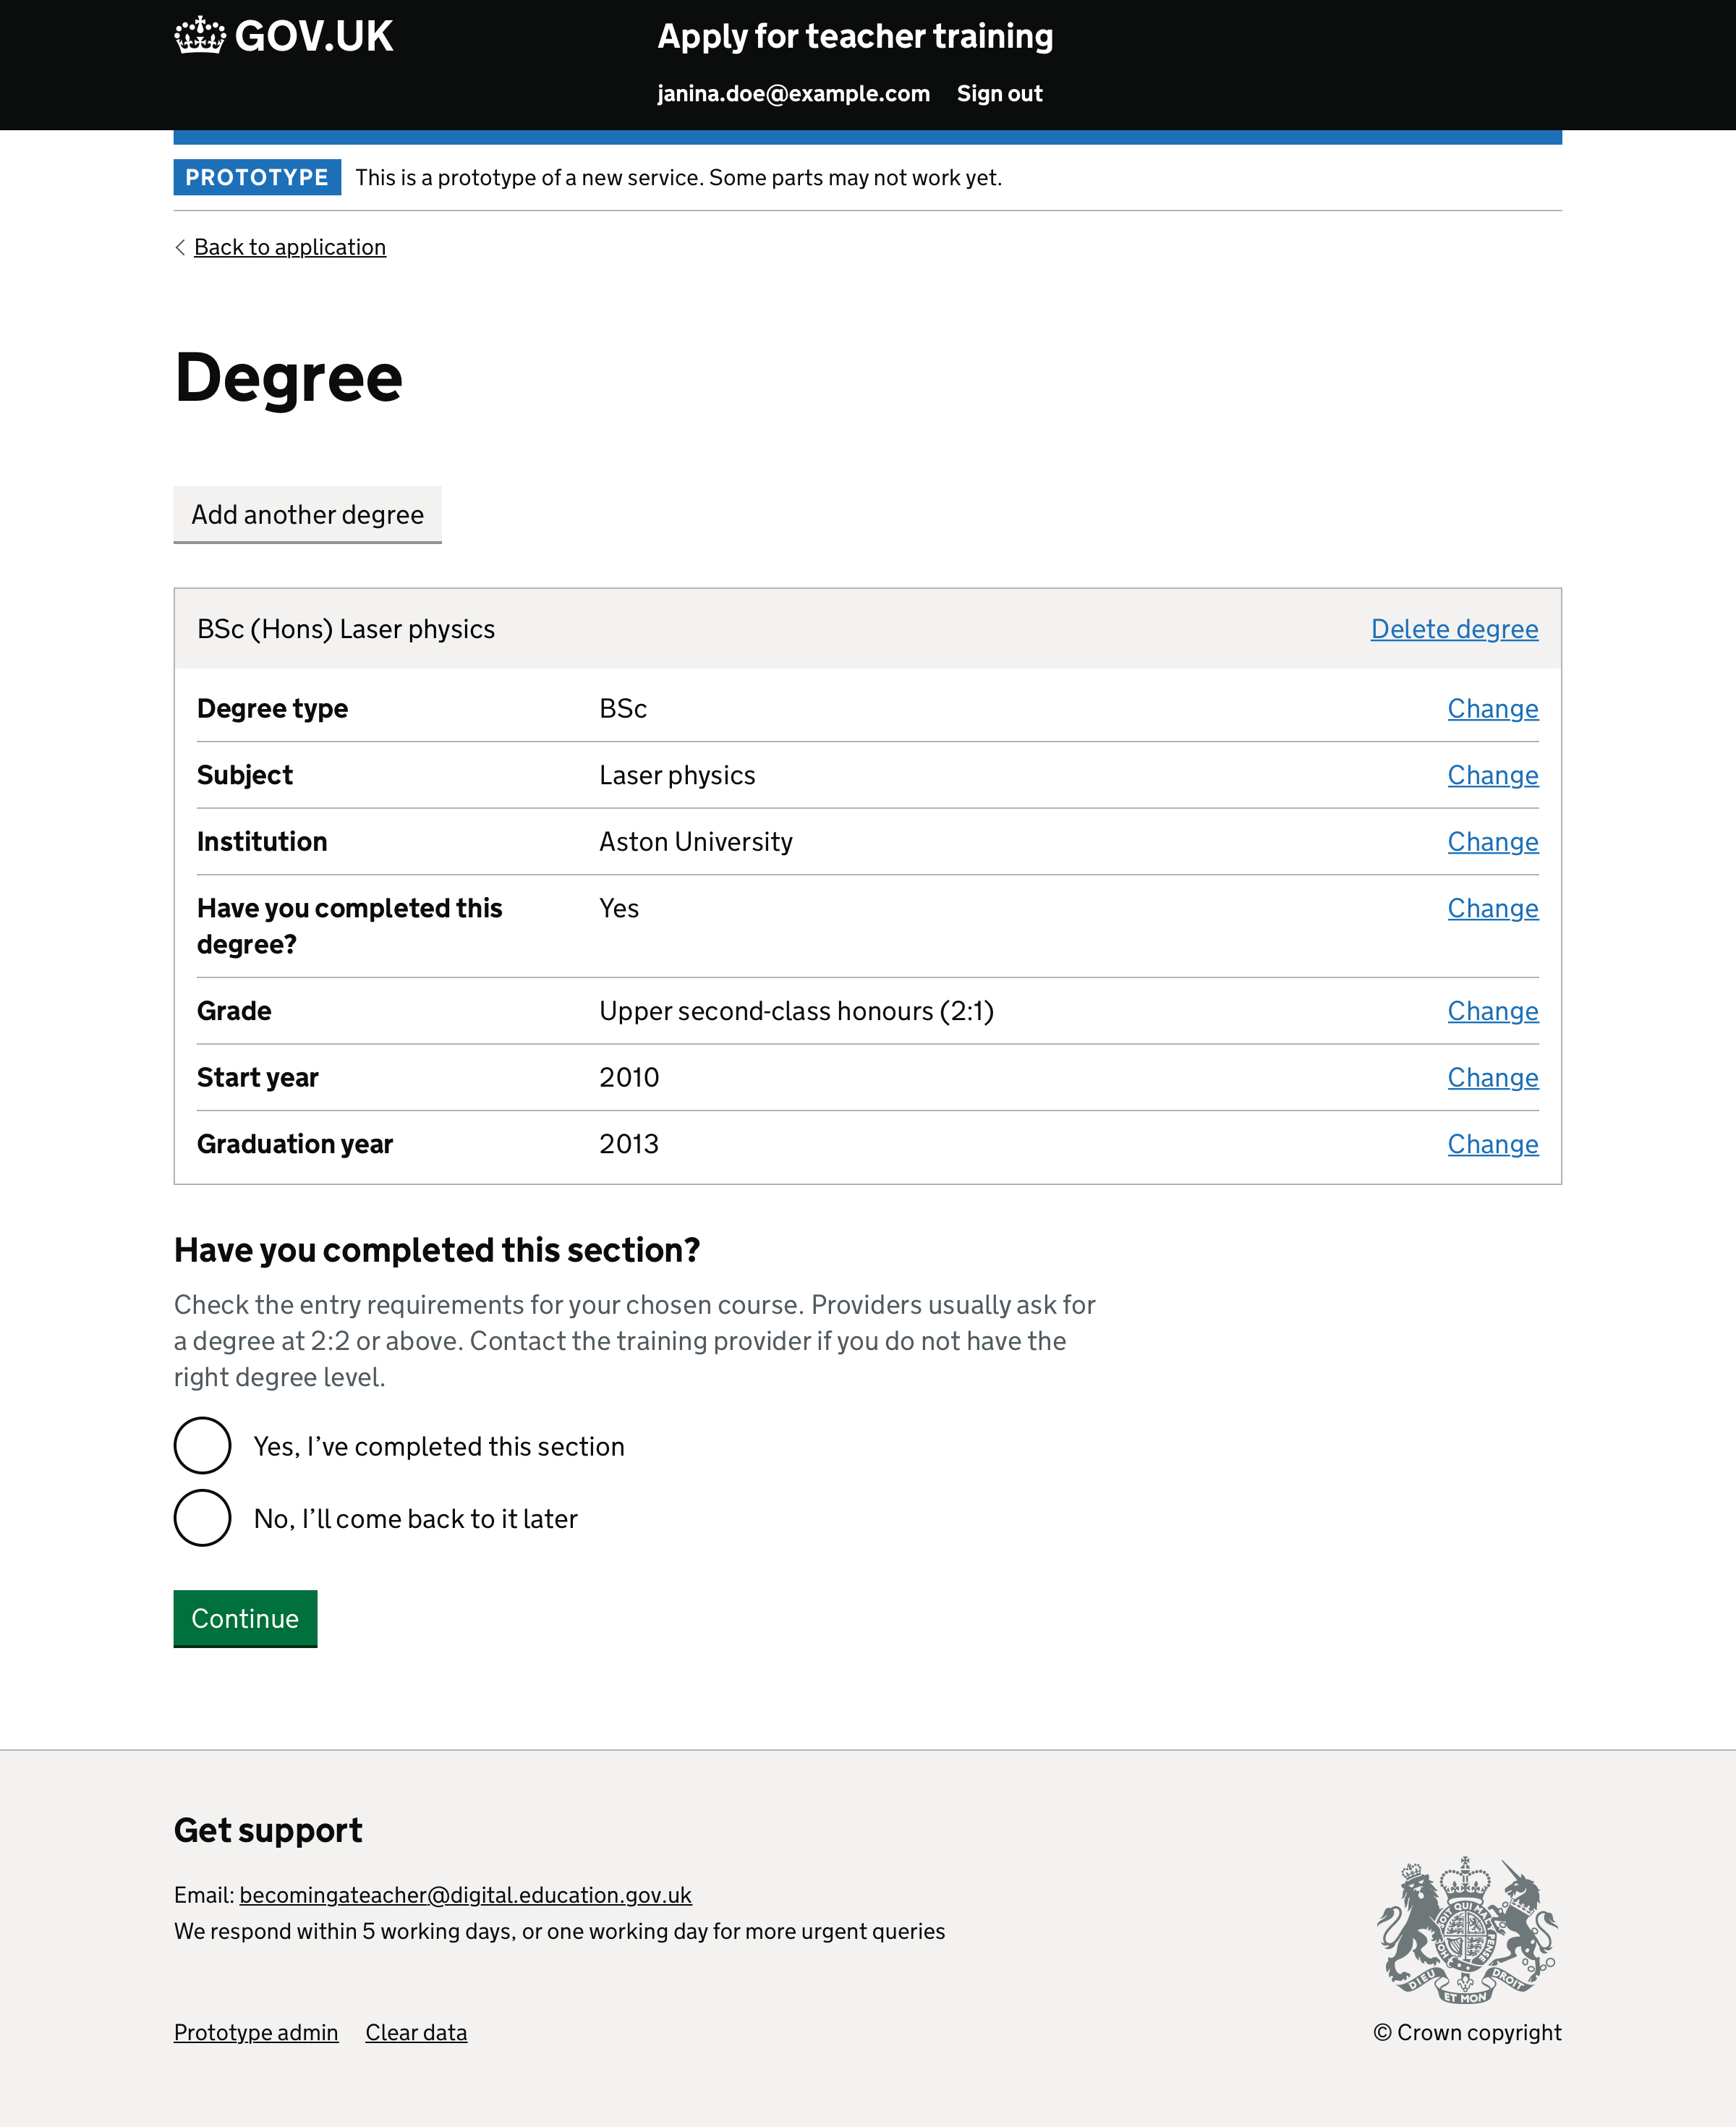 GOV.UK
Apply for teacher training
janina.doe@example.com Sign out
PROTOTYPE This is a prototype of a new service. Some parts may not work yet.
Back to application
Degree
Add another degree
BSc (Hons) Laser physics Delete degree
Degree type BSc Change
Subject Laser physics Change
Institution Aston University Change
Have you completed this Yes Change
degree?
Grade Upper second-class honours (2:1) Change
Start year 2010 Change
Graduation year 2013 Change
Have you completed this section?
Check the entry requirements for your chosen course. Providers usually ask for
a degree at 2:2 or above. Contact the training provider if you do not have the
right degree level.
Yes, I’ve completed this section
No, I’ll come back to it later
Continue
Get support
Email: becomingateacher@digital.education.gov.uk
We respond within 5 working days, or one working day for more urgent queries
DIEU ET MON DROIT
Prototype admin Clear data
© Crown copyright